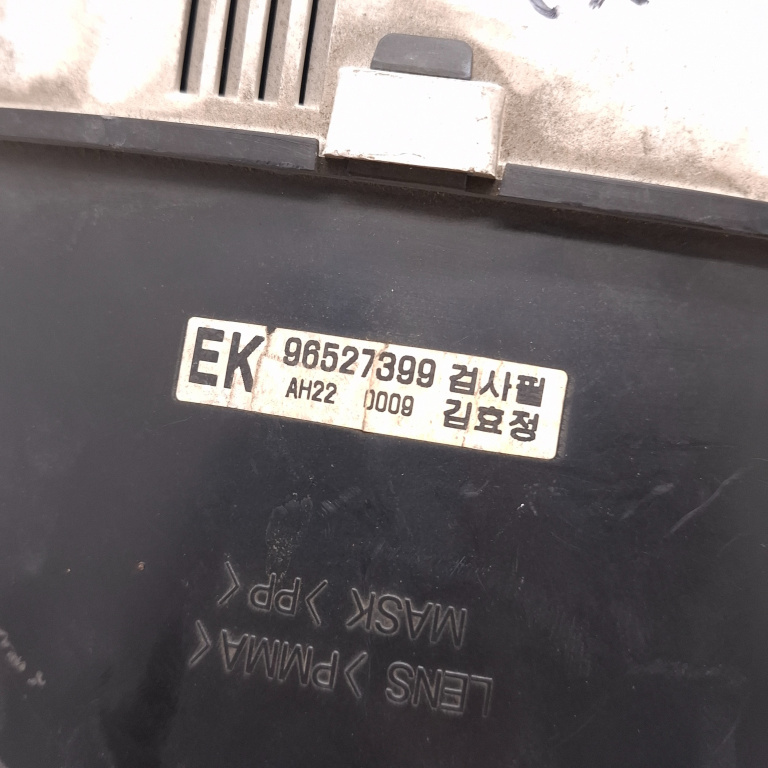 EK 96527399 검사필
AH22 0009 김효정
MASK >PP<
LENS >PMMA<